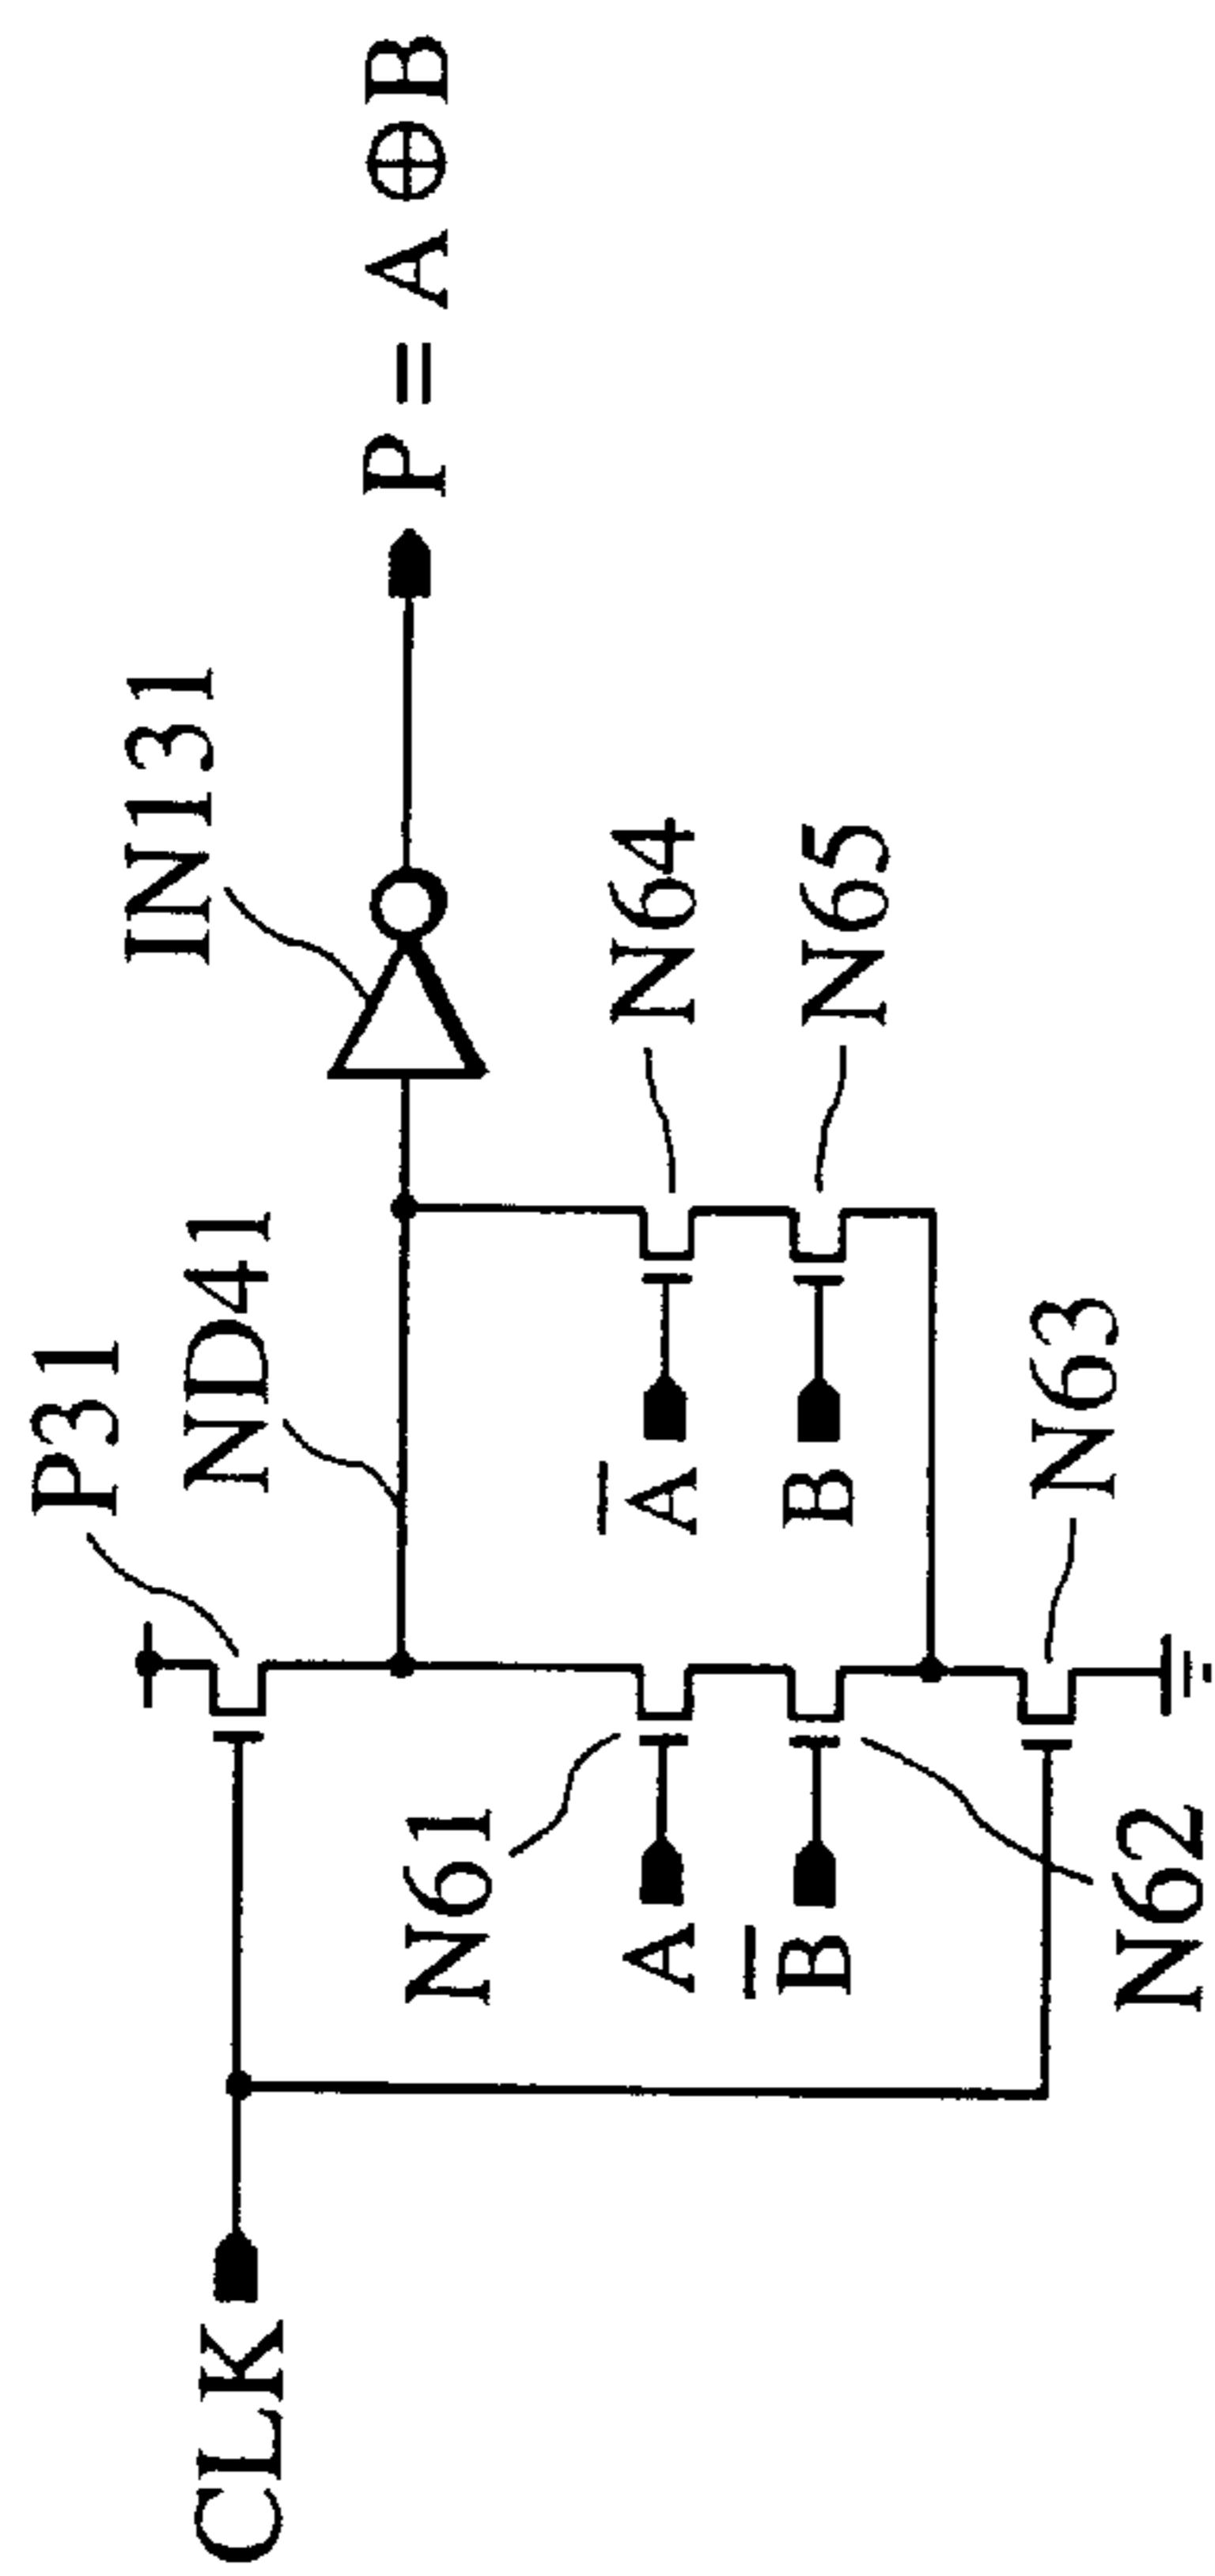 P31
IN131
ND41
P = A ⊕ B
CLK
N61
A
B̅
N62
A̅
B
N64
N65
N63